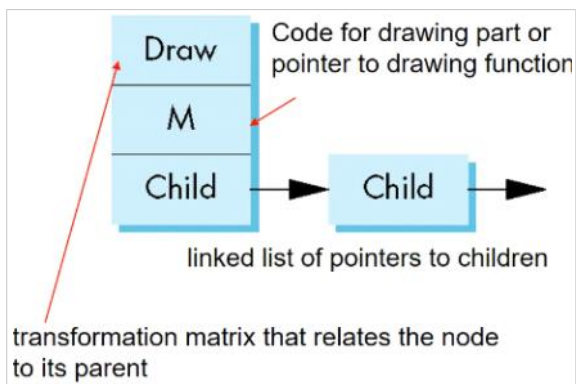 Draw
Code for drawing part or
pointer to drawing function
M
Child
Child
linked list of pointers to children
transformation matrix that relates the node
to its parent